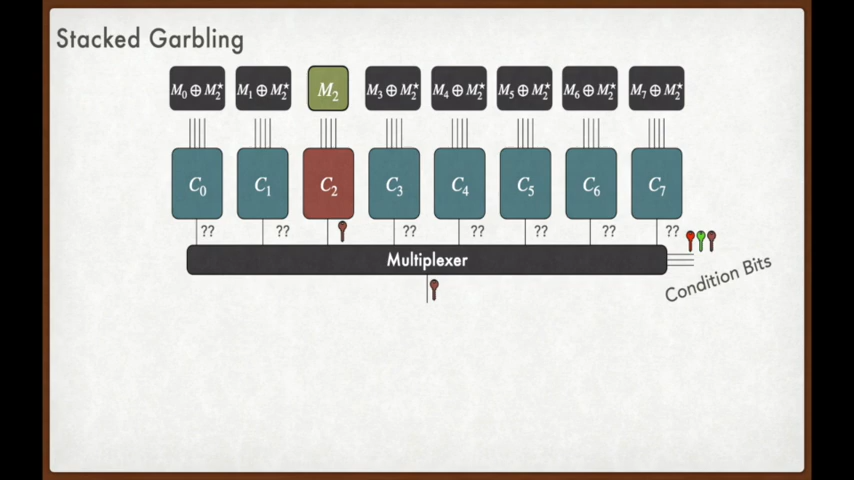 Stacked Garbling
M₀ ⊕ M₂* M₁ ⊕ M₂* M₂ M₃ ⊕ M₂* M₄ ⊕ M₂* M₅ ⊕ M₂* M₆ ⊕ M₂* M₇ ⊕ M₂*
C₀ C₁ C₂ C₃ C₄ C₅ C₆ C₇
?? ?? ?? ?? ?? ?? ??
Multiplexer
Condition Bits